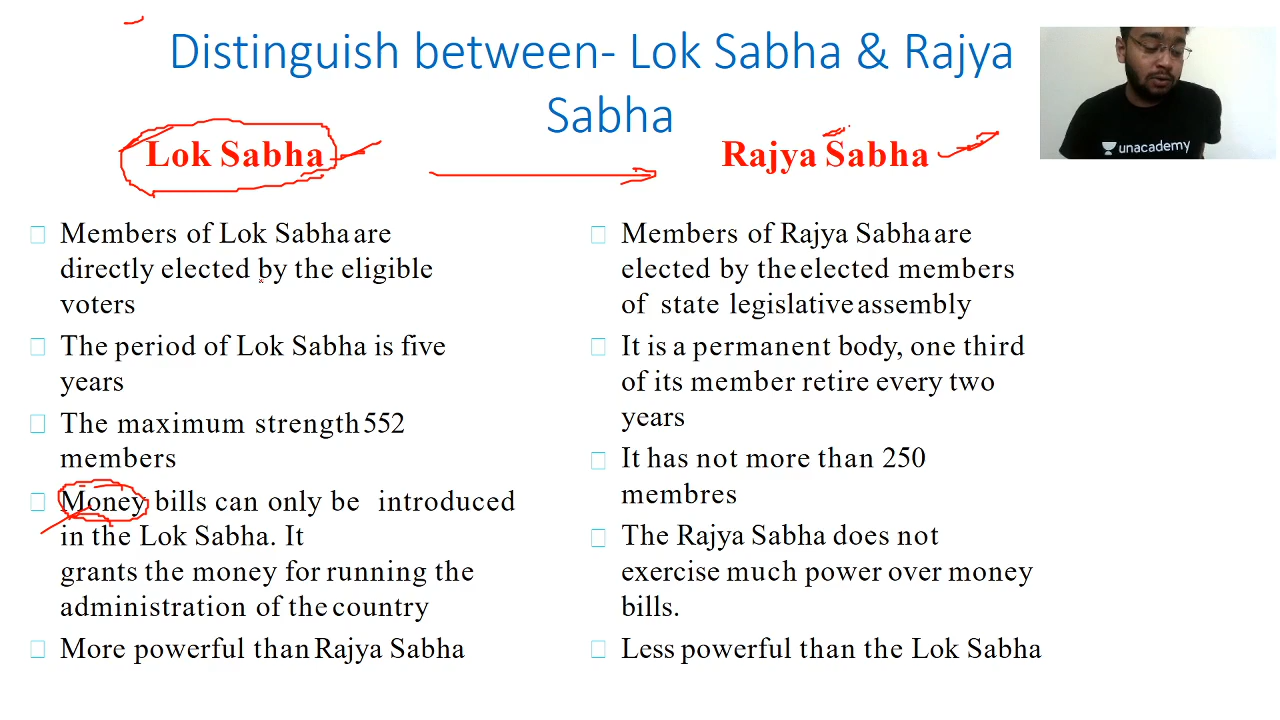 Distinguish between- Lok Sabha & Rajya
Sabha
Lok Sabha
Members of Lok Sabha are
directly elected by the eligible
voters
The period of Lok Sabha is five
years
The maximum strength 552
members
Money bills can only be introduced
in the Lok Sabha. It
grants the money for running the
administration of the country
More powerful than Rajya Sabha
Rajya Sabha
Members of Rajya Sabha are
elected by the elected members
of state legislative assembly
It is a permanent body, one third
of its member retire every two
years
It has not more than 250
membres
The Rajya Sabha does not
exercise much power over money
bills.
Less powerful than the Lok Sabha
unacademy